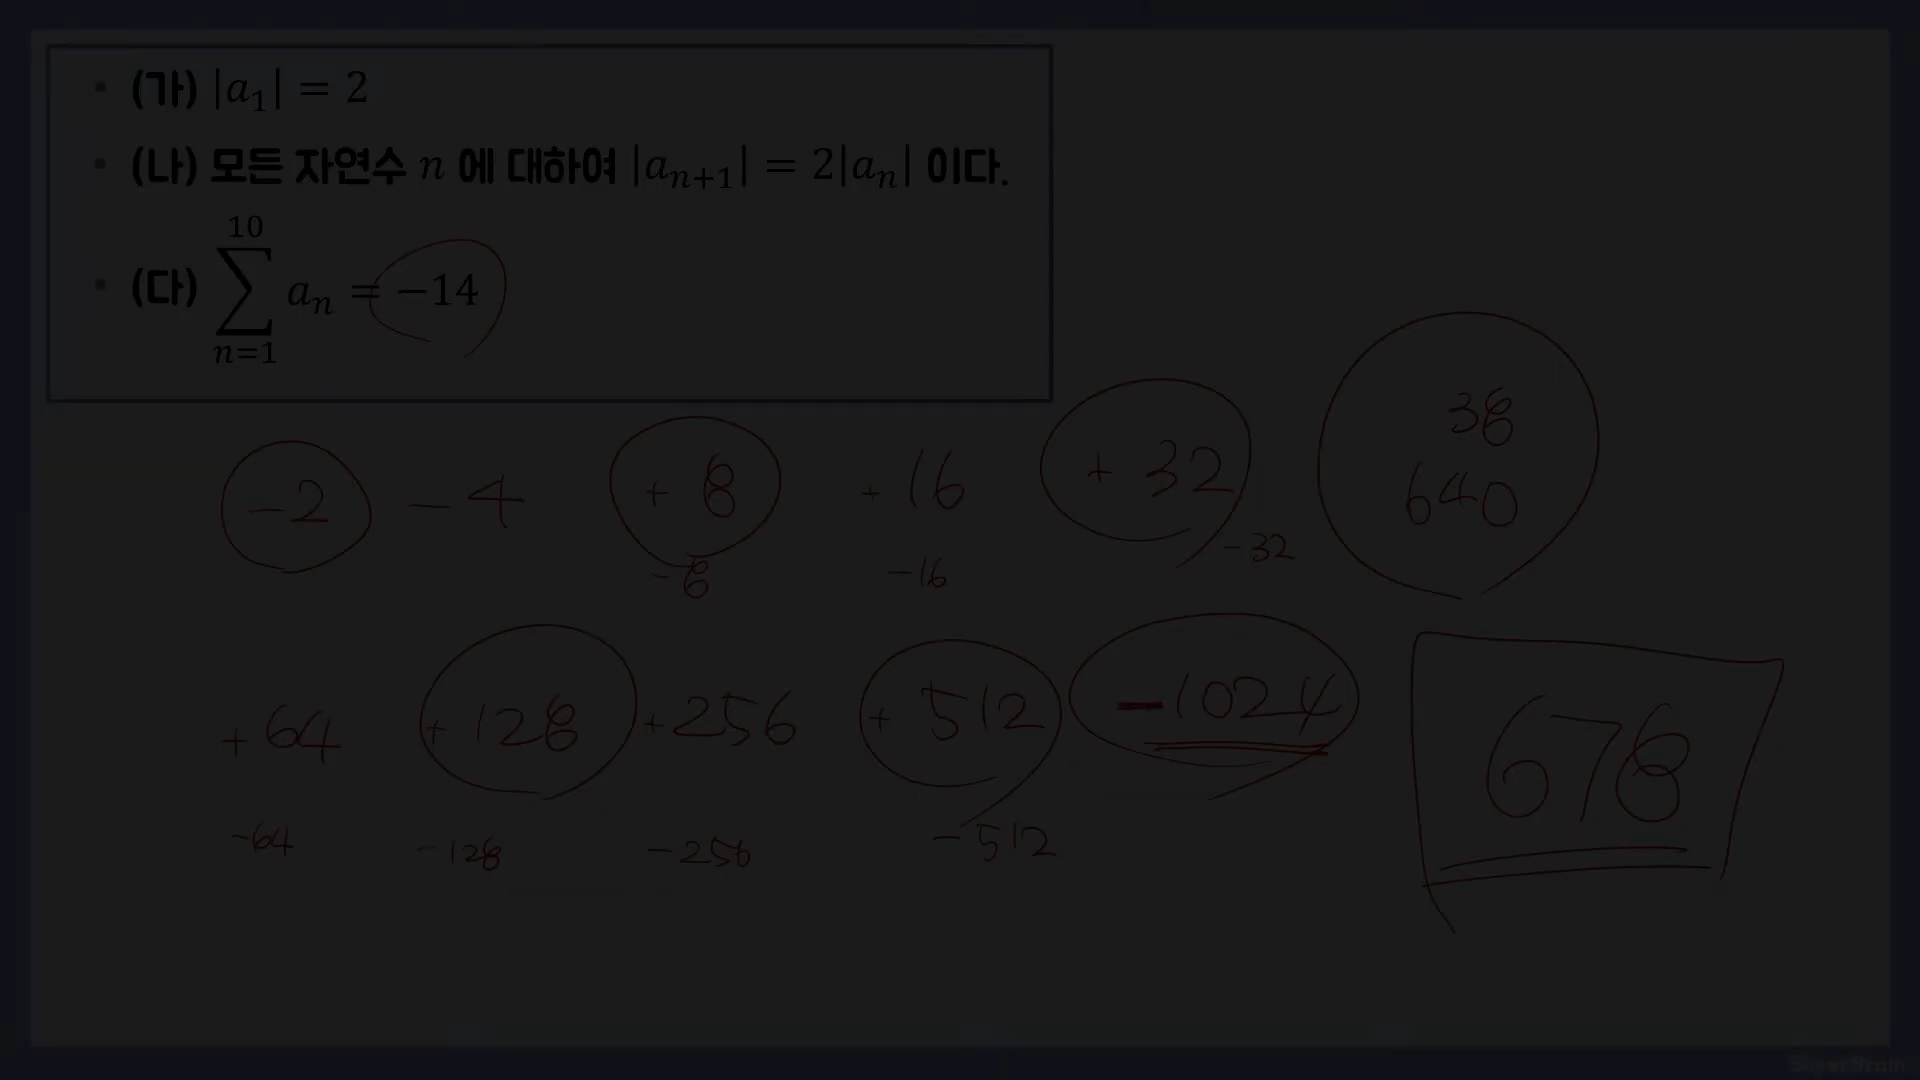 (가) |a₁| = 2
(나) 모든 자연수 n 에 대하여 |aₙ₊₁| = 2|aₙ| 이다.
(다) ∑ₙ₌₁¹⁰ aₙ = −14
−2 −4 +8 +16 +32
−8 −16 −32
38
640
+64 +128 +256 +512 −1024
−64 −128 −256 −512
678